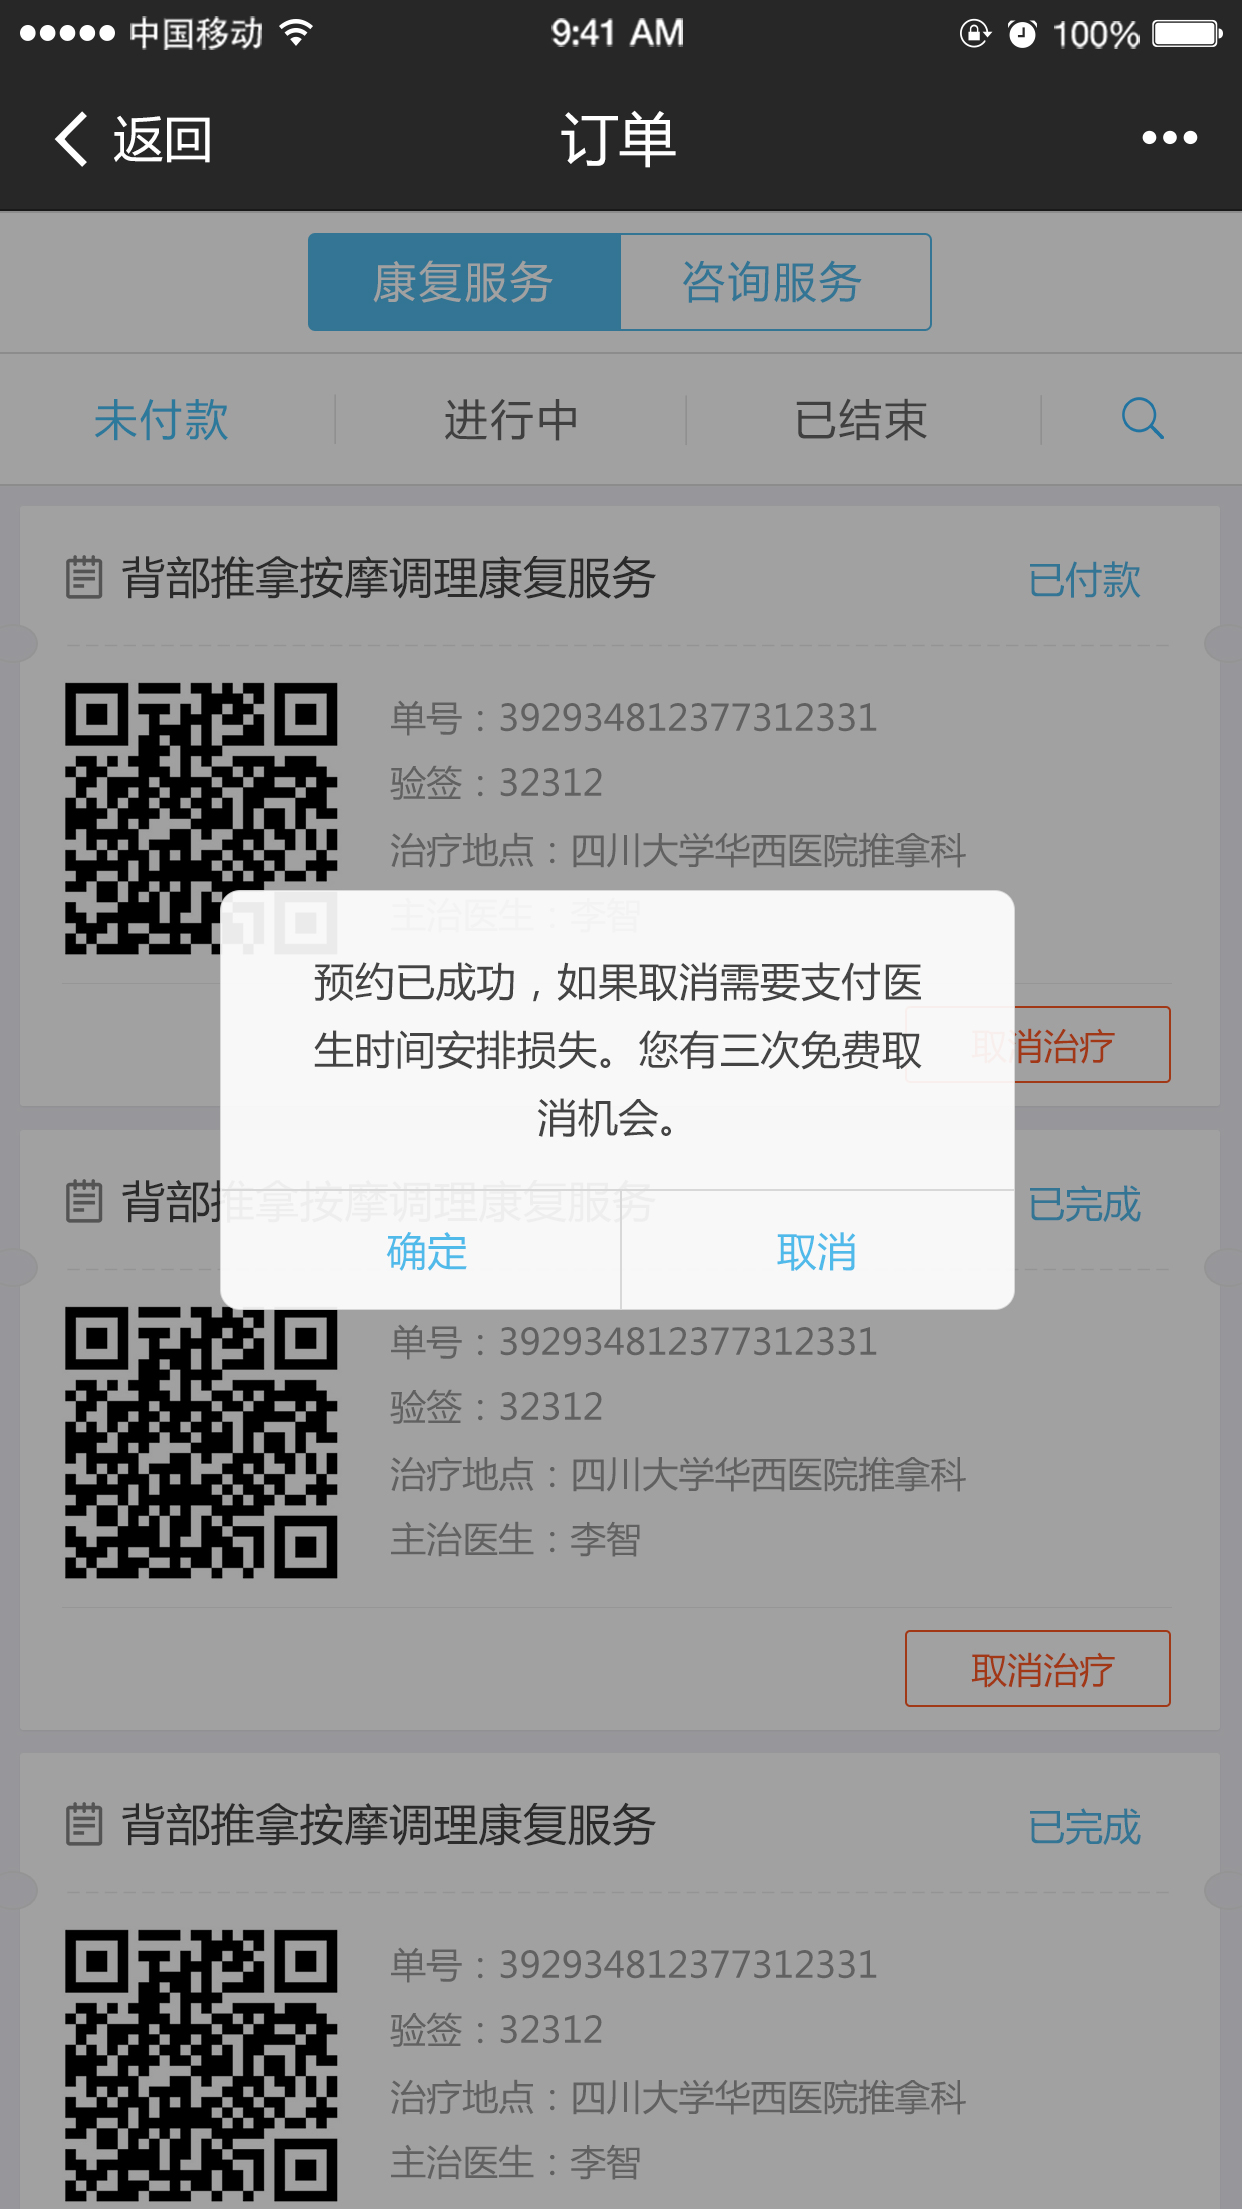 中国移动
9:41 AM
100%
返回
订单
康复服务 咨询服务
未付款 进行中 已结束
背部推拿按摩调理康复服务 已付款
单号：392934812377312331
验签：32312
治疗地点：四川大学华西医院推拿科
主治医生：李智
取消治疗
预约已成功，如果取消需要支付医
生时间安排损失。您有三次免费取
消机会。
确定 取消
背部推拿按摩调理康复服务 已完成
单号：392934812377312331
验签：32312
治疗地点：四川大学华西医院推拿科
主治医生：李智
取消治疗
背部推拿按摩调理康复服务 已完成
单号：392934812377312331
验签：32312
治疗地点：四川大学华西医院推拿科
主治医生：李智